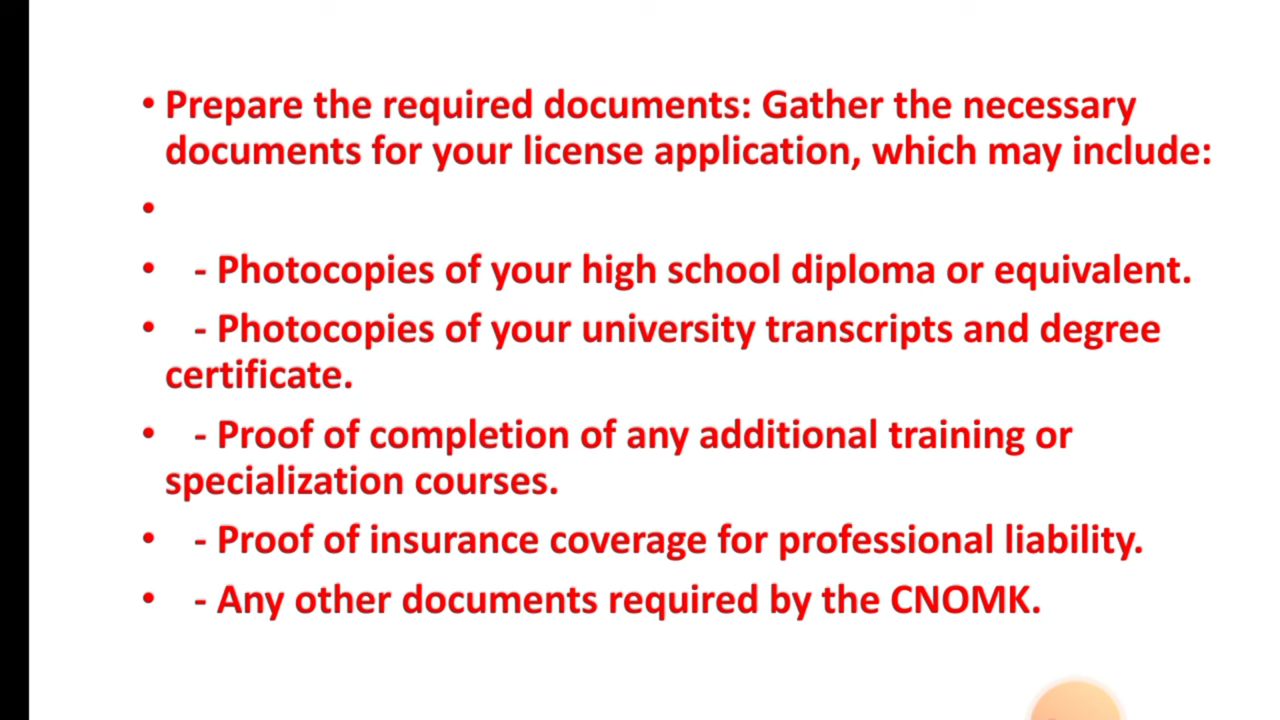 • Prepare the required documents: Gather the necessary
documents for your license application, which may include:
•
• - Photocopies of your high school diploma or equivalent.
• - Photocopies of your university transcripts and degree
certificate.
• - Proof of completion of any additional training or
specialization courses.
• - Proof of insurance coverage for professional liability.
• - Any other documents required by the CNOMK.